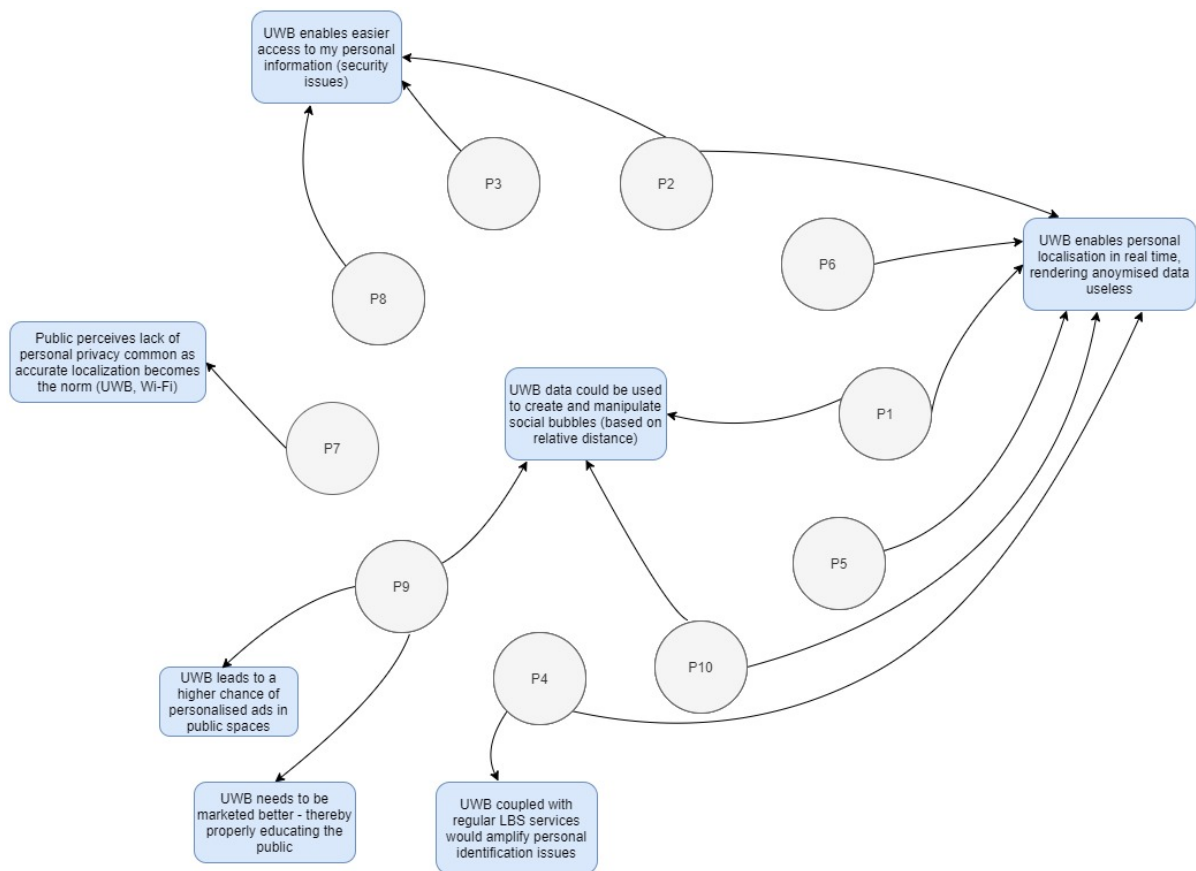 UWB enables easier
access to my personal
information (security
issues)
P3
P2
P6
UWB enables personal
localisation in real time,
rendering anoymised data
useless
P8
Public perceives lack of
personal privacy common as
accurate localization becomes
the norm (UWB, Wi-Fi)
UWB data could be used
to create and manipulate
social bubbles (based on
relative distance)
P1
P7
P5
P9
P10
P4
UWB leads to a
higher chance of
personalised ads in
public spaces
UWB needs to be
marketed better - thereby
properly educating the
public
UWB coupled with
regular LBS services
would amplify personal
identification issues